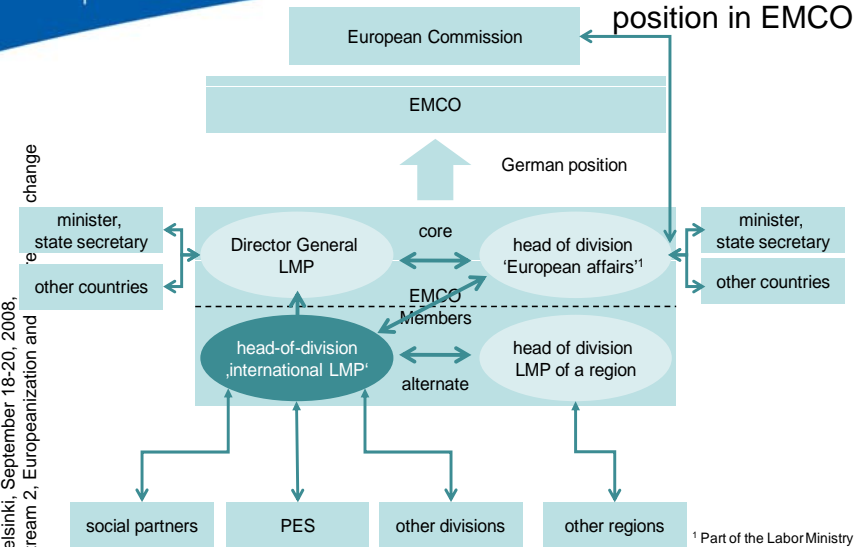 position in EMCO
European Commission
EMCO
German position
minister,
state secretary
other countries
Director General
LMP
core
head of division
'European affairs'¹
minister,
state secretary
other countries
EMCO
Members
head-of-division
‚international LMP‘
alternate
head of division
LMP of a region
social partners
PES
other divisions
other regions
¹ Part of the Labor Ministry
elsinki, September 18-20, 2008,
tream 2, Europeanization and
change